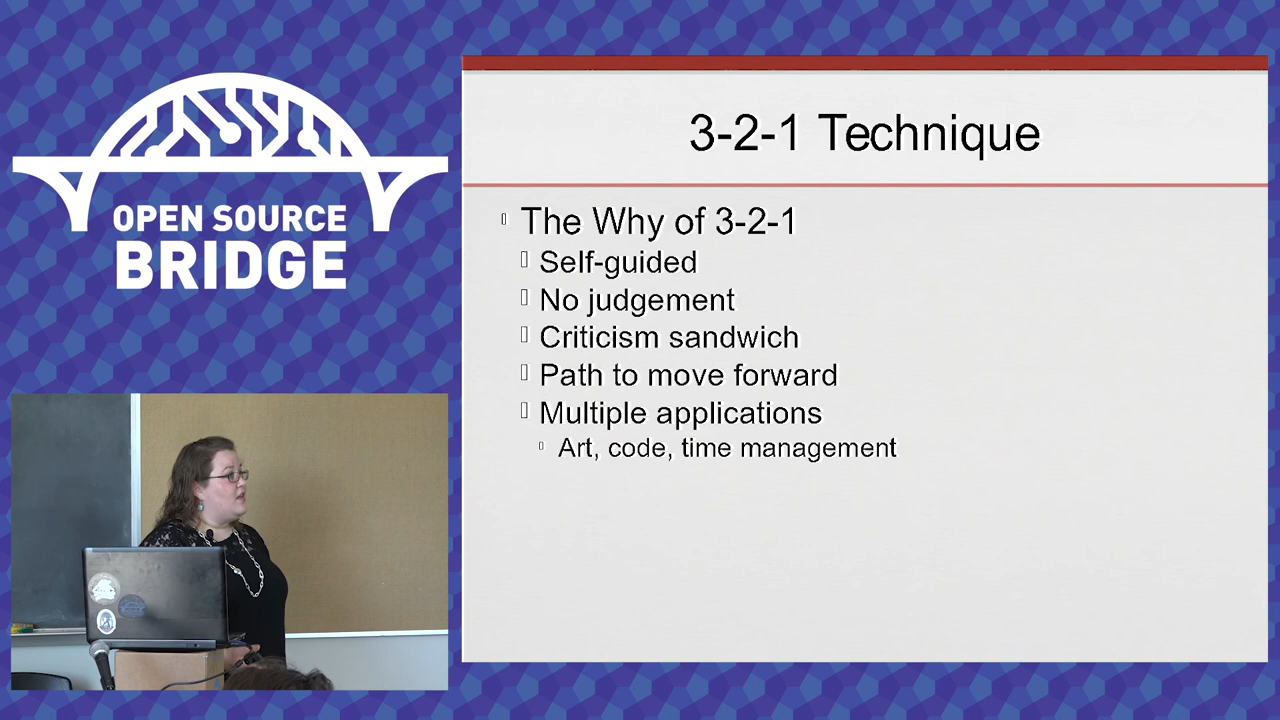 OPEN SOURCE
BRIDGE
3-2-1 Technique
The Why of 3-2-1
Self-guided
No judgement
Criticism sandwich
Path to move forward
Multiple applications
Art, code, time management